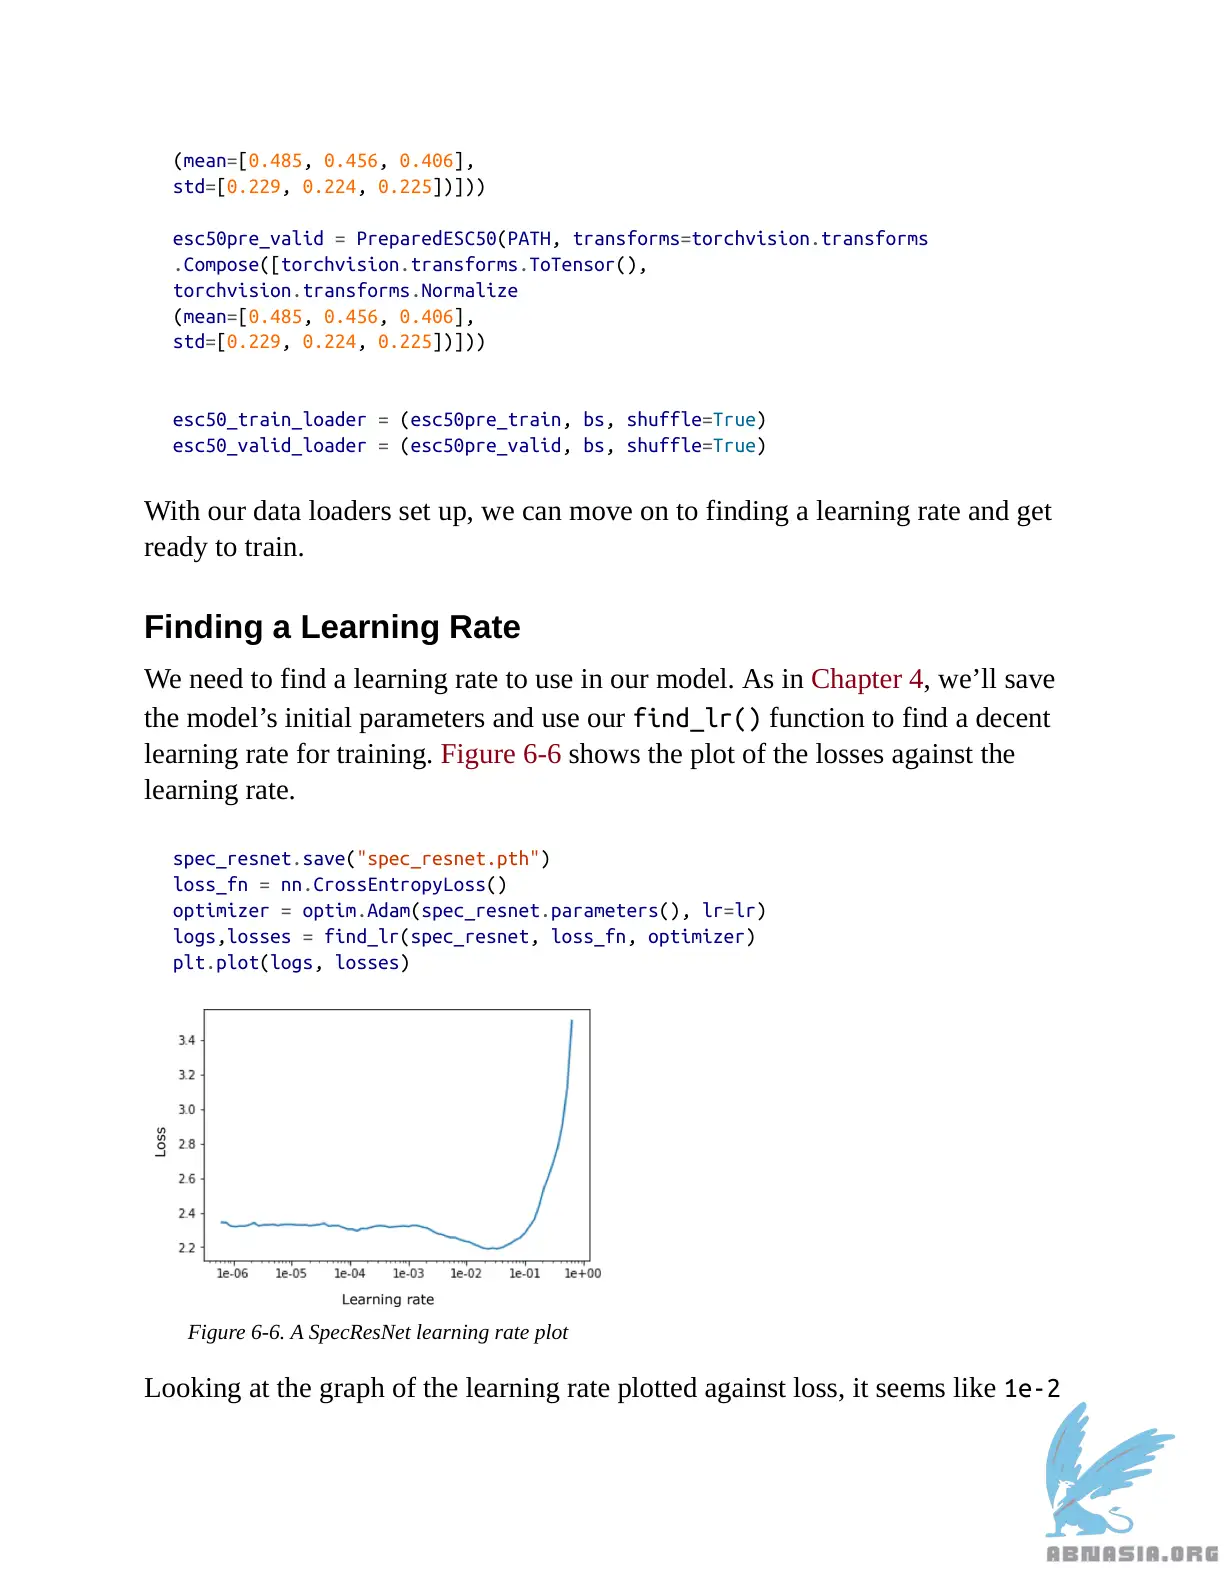 (mean=[0.485, 0.456, 0.406],
std=[0.229, 0.224, 0.225])]))
esc50pre_valid = PreparedESC50(PATH, transforms=torchvision.transforms
.Compose([torchvision.transforms.ToTensor(),
torchvision.transforms.Normalize
(mean=[0.485, 0.456, 0.406],
std=[0.229, 0.224, 0.225])]))
esc50_train_loader = (esc50pre_train, bs, shuffle=True)
esc50_valid_loader = (esc50pre_valid, bs, shuffle=True)
With our data loaders set up, we can move on to finding a learning rate and get
ready to train.
Finding a Learning Rate
We need to find a learning rate to use in our model. As in Chapter 4, we’ll save
the model’s initial parameters and use our find_lr() function to find a decent
learning rate for training. Figure 6-6 shows the plot of the losses against the
learning rate.
spec_resnet.save("spec_resnet.pth")
loss_fn = nn.CrossEntropyLoss()
optimizer = optim.Adam(spec_resnet.parameters(), lr=lr)
logs,losses = find_lr(spec_resnet, loss_fn, optimizer)
plt.plot(logs, losses)
3.4
3.2
3.0
2.8
2.6
2.4
2.2
Loss
1e-06 1e-05 1e-04 1e-03 1e-02 1e-01 1e+00
Learning rate
Figure 6-6. A SpecResNet learning rate plot
Looking at the graph of the learning rate plotted against loss, it seems like 1e-2
ABNASIA.ORG